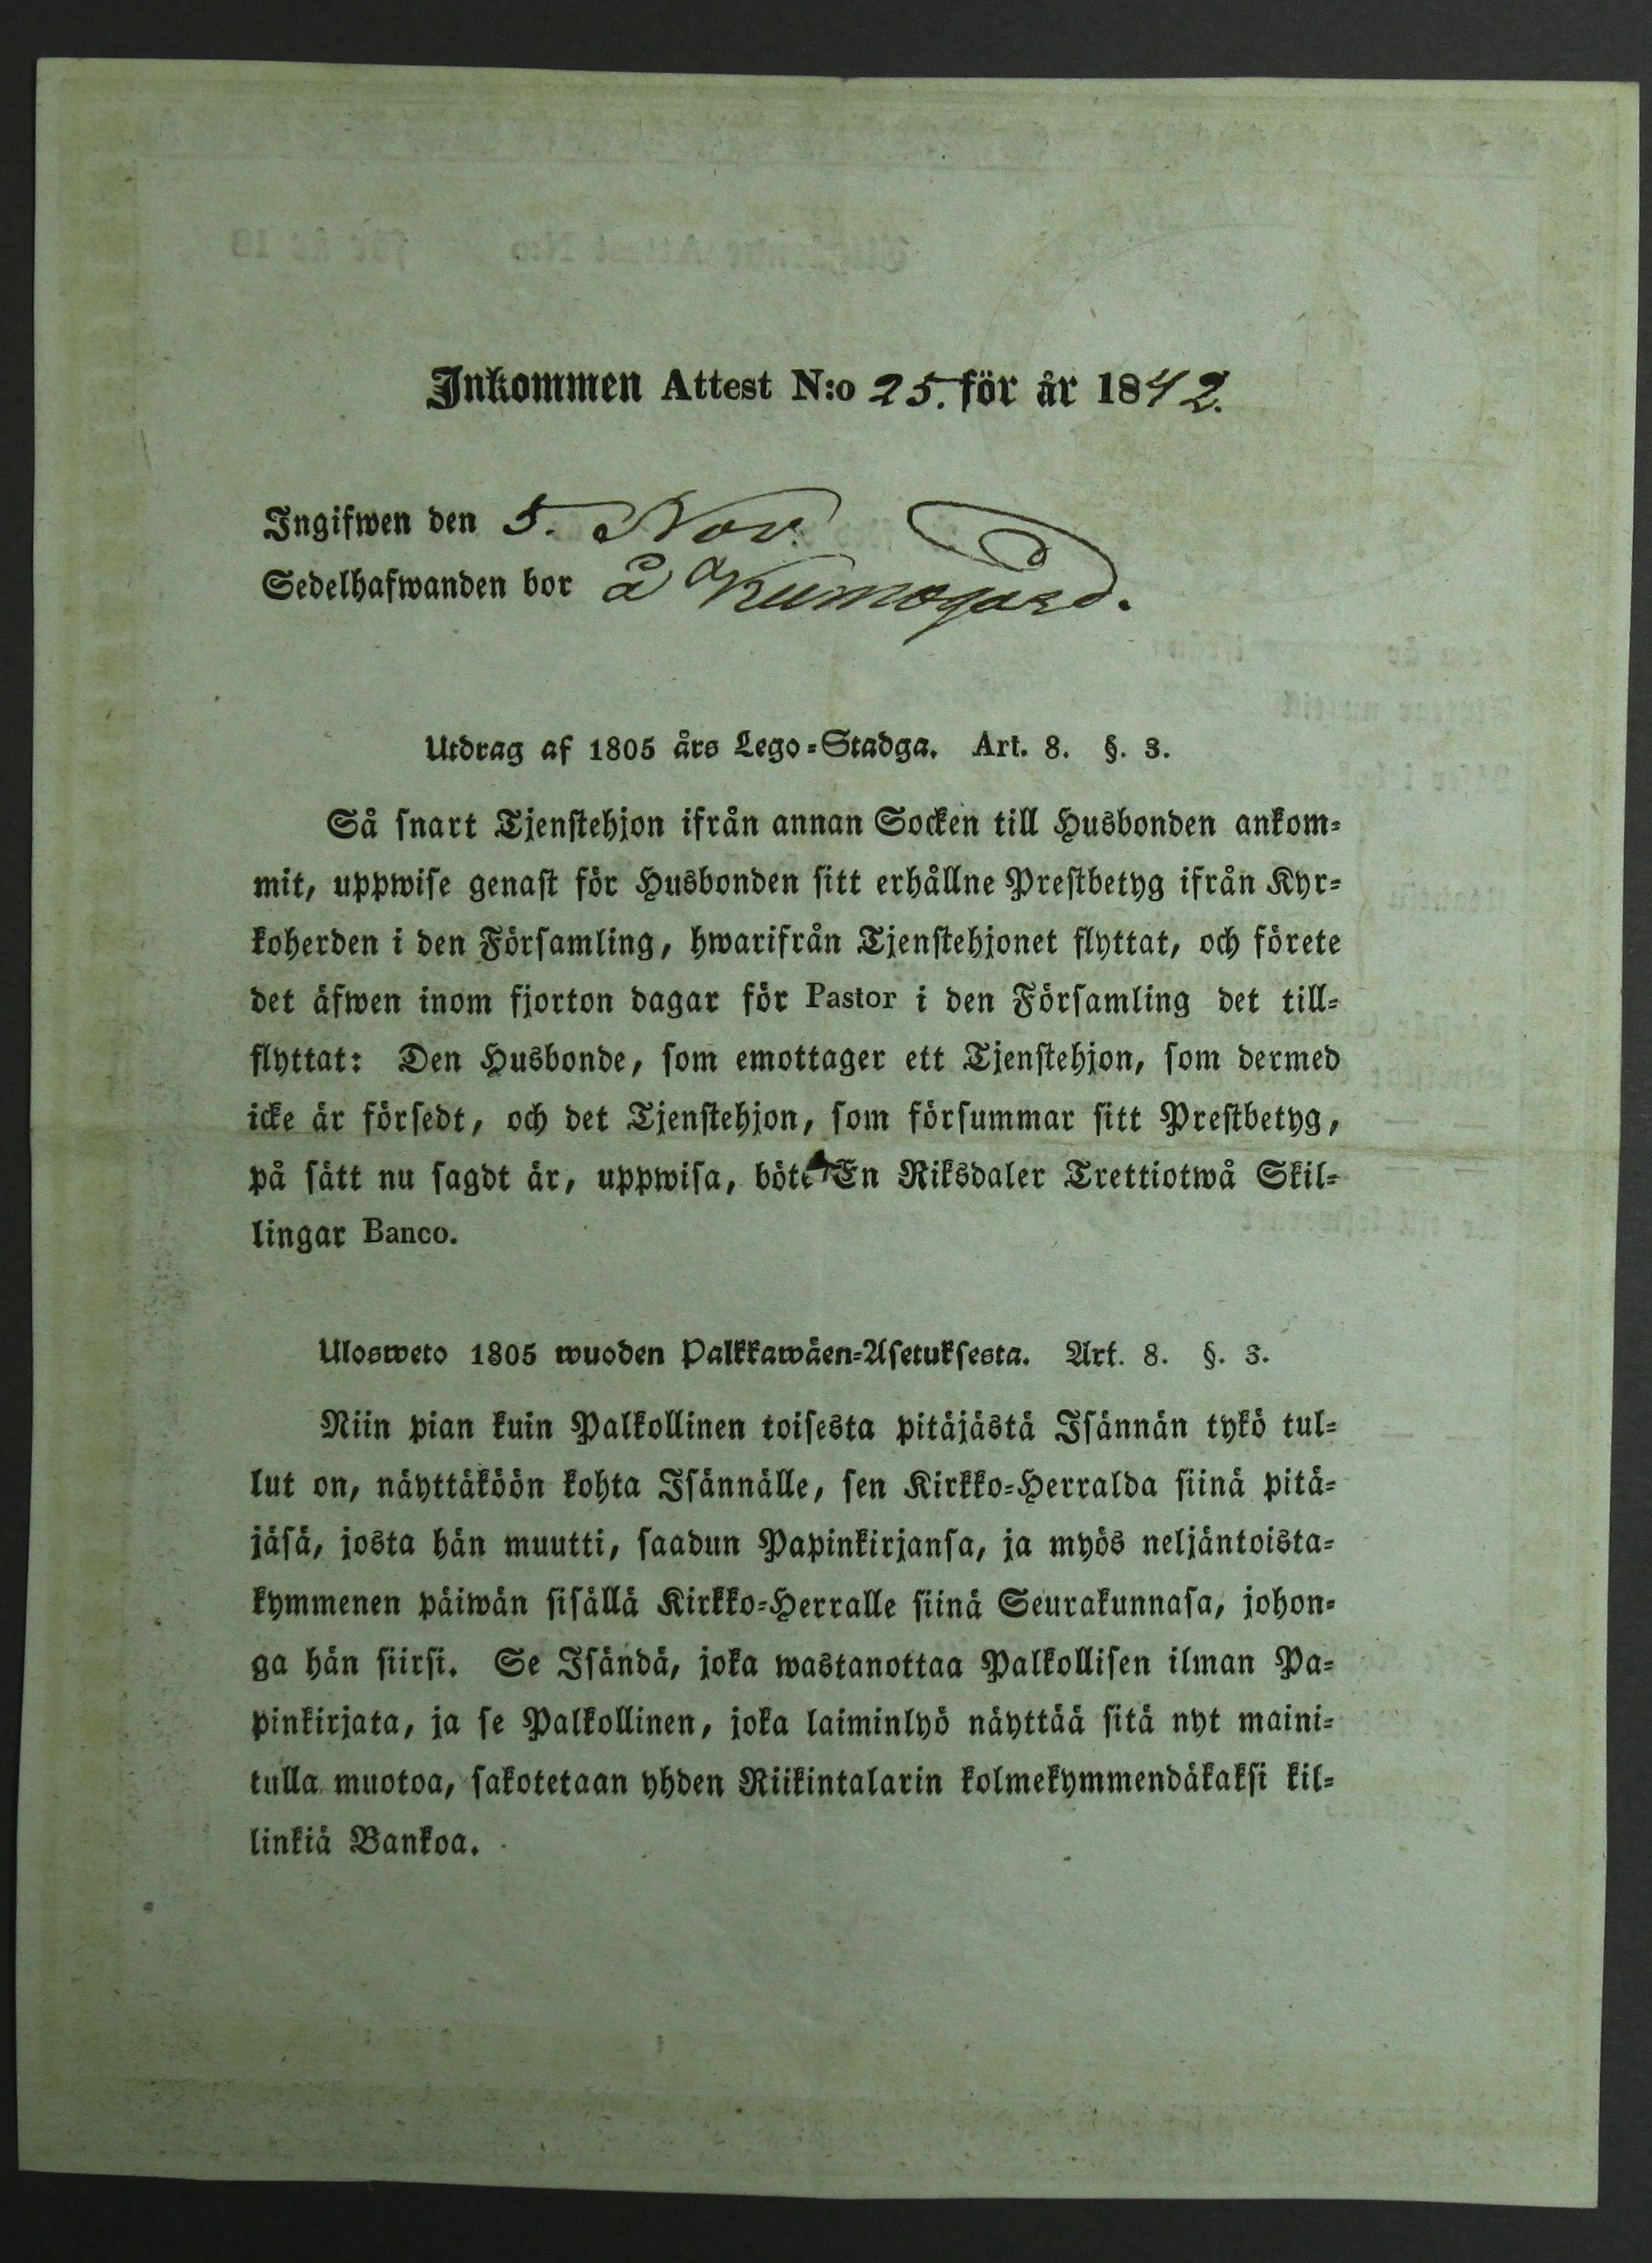 Inkommen Attest N:o 25. för år 1842.
Ingifwen den 5. Nov.
Sedelhafwanden bor å Kumogård.
Utdrag af 1805 års Lego=Stadga. Art. 8. §. 3.
Så snart Tjenstehjon ifrån annan Socken till Husbonden ankom=
mit, uppwise genast för Husbonden sitt erhållne Prestbetyg ifrån Kyr=
koherden i den Församling, hwarifrån Tjenstehjonet flyttat, och förete
det äfwen inom fjorton dagar för Pastor i den Församling det till=
flyttat: Den Husbonde, som emottager ett Tjenstehjon, som dermed
icke är försedt, och det Tjenstehjon, som försummar sitt Prestbetyg,
på sätt nu sagdt är, uppwisa, böte En Riksdaler Trettiotwå Skil=
lingar Banco.
Ulosweto 1805 wuoden Palkkawäen=Asetuksesta. Art. 8. §. 3.
Niin pian kuin Palkollinen toisesta pitäjästä Isännän tykö tul=
lut on, näyttäköön kohta Isännälle, sen Kirkko=Herralda siinä pitä=
jäsä, josta hän muutti, saadun Papinkirjansa, ja myös neljäntoista=
kymmenen päiwän sisällä Kirkko=Herralle siinä Seurakunnasa, johon=
ga hän siirsi. Se Isändä, joka wastanottaa Palkollisen ilman Pa=
pinkirjata, ja se Palkollinen, joka laiminlyö näyttää sitä nyt maini=
tulla muotoa, sakotetaan yhden Riikintalarin kolmekymmendäkaksi kil=
linkiä Bankoa.